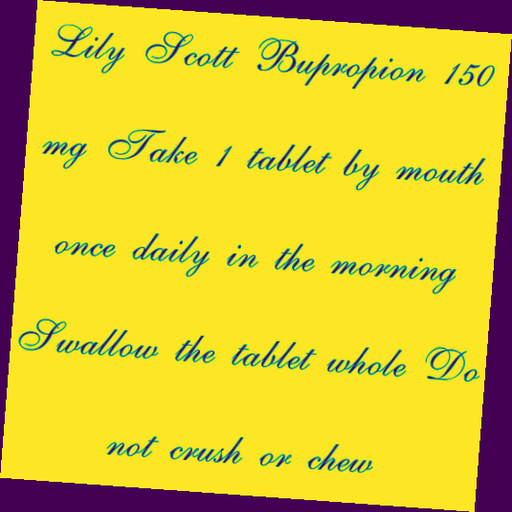 Lily Scott Bupropion 150
mg Take 1 tablet by mouth
once daily in the morning
Swallow the tablet whole Do
not crush or chew